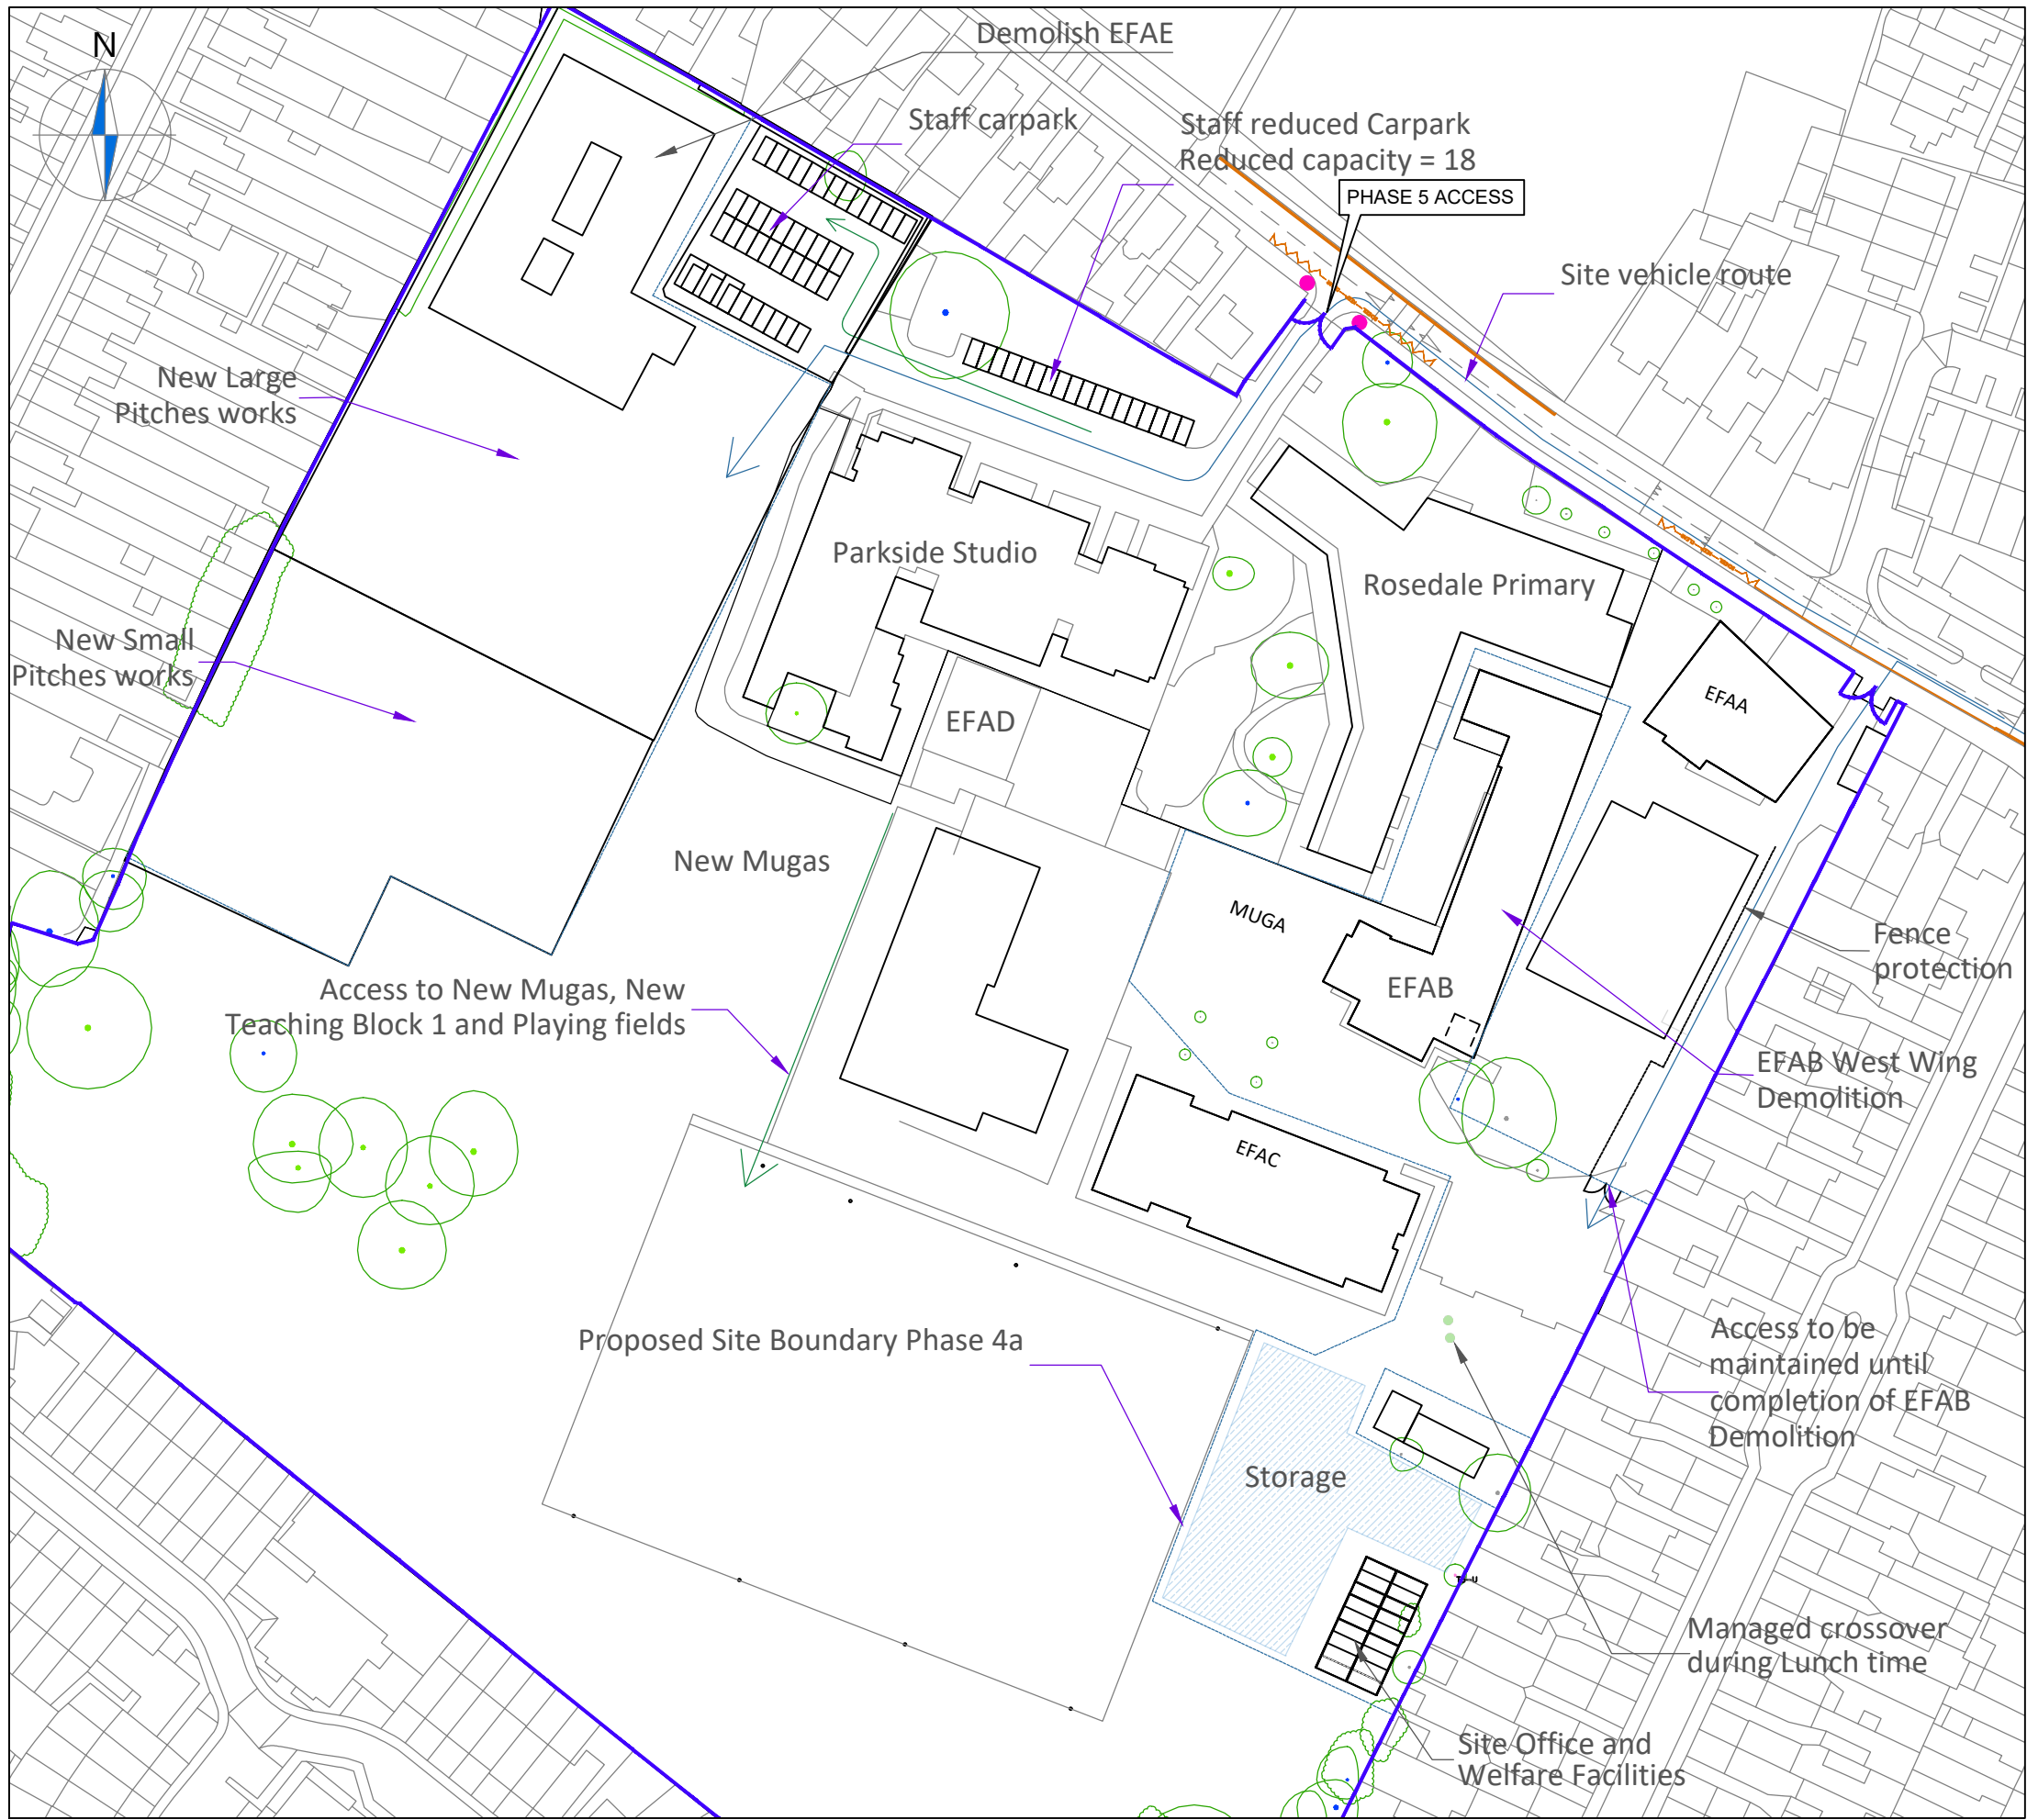 N
Demolish EFAE
Staff carpark
Staff reduced Carpark
Reduced capacity = 18
PHASE 5 ACCESS
Site vehicle route
New Large
Pitches works
Parkside Studio
Rosedale Primary
New Small
Pitches works
EFAD
EFAA
New Mugas
MUGA
Fence
protection
EFAB
Access to New Mugas, New
Teaching Block 1 and Playing fields
EFAB West Wing
Demolition
EFAC
Proposed Site Boundary Phase 4a
Access to be
maintained until
completion of EFAB
Demolition
Storage
Managed crossover
during Lunch time
Site Office and
Welfare Facilities